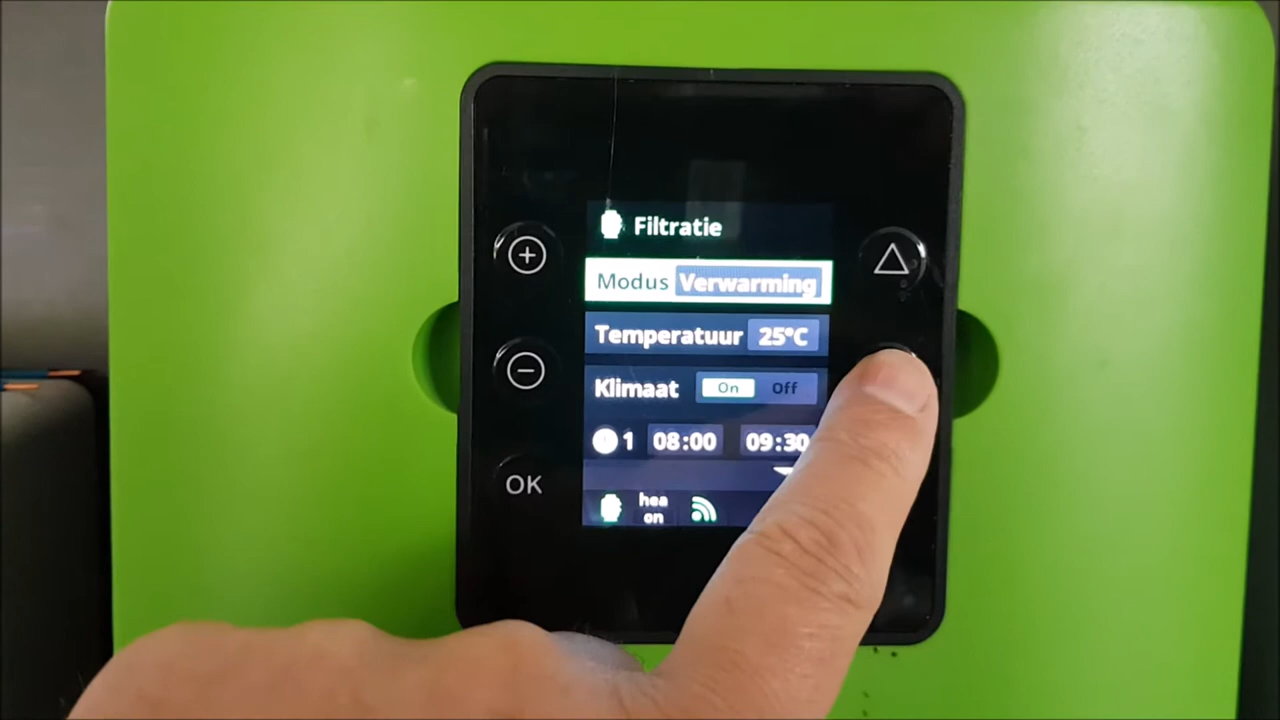 Filtratie
Modus Verwarming
Temperatuur 25°C
Klimaat On Off
1 08:00 09:30
hea
on
OK